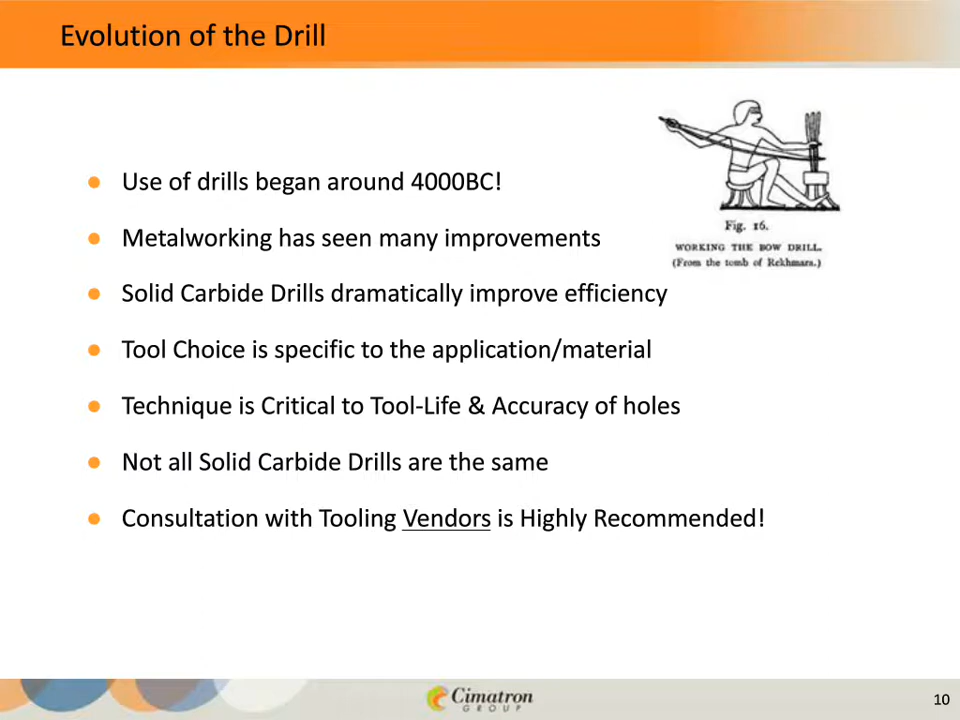 Evolution of the Drill
Use of drills began around 4000BC!
Metalworking has seen many improvements
Solid Carbide Drills dramatically improve efficiency
Tool Choice is specific to the application/material
Technique is Critical to Tool-Life & Accuracy of holes
Not all Solid Carbide Drills are the same
Consultation with Tooling Vendors is Highly Recommended!
Fig. 16.
WORKING THE BOW DRILL.
(From the tomb of Rekhmara.)
Cimatron
GROUP
10